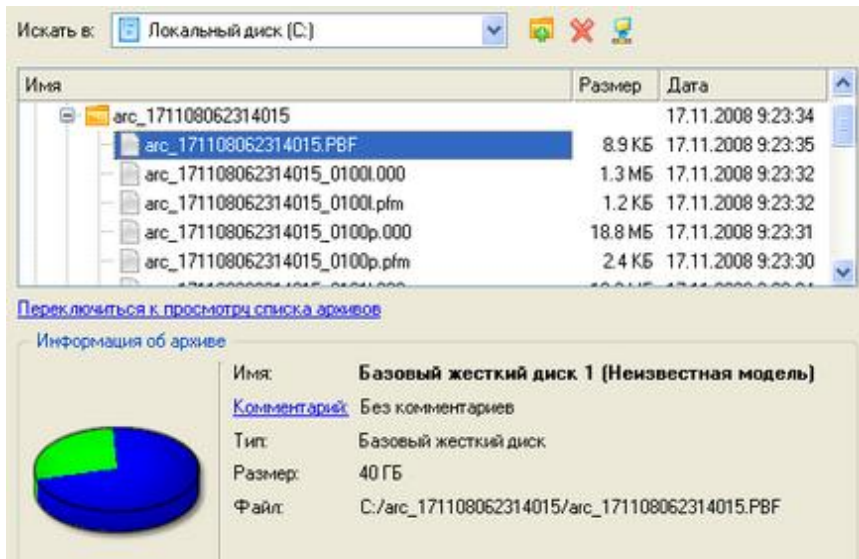 Искать в: Локальный диск (C:)
Имя Размер Дата
arc_171108062314015 17.11.2008 9:23:34
arc_171108062314015.PBF 8.9 КБ 17.11.2008 9:23:35
arc_171108062314015_0100l.000 1.3 МБ 17.11.2008 9:23:32
arc_171108062314015_0100l.pfm 1.2 КБ 17.11.2008 9:23:32
arc_171108062314015_0100p.000 18.8 МБ 17.11.2008 9:23:31
arc_171108062314015_0100p.pfm 2.4 КБ 17.11.2008 9:23:30
Переключиться к просмотру списка архивов
Информация об архиве
Имя: Базовый жесткий диск 1 (Неизвестная модель)
Комментарий: Без комментариев
Тип: Базовый жесткий диск
Размер: 40 ГБ
Файл: C:/arc_171108062314015/arc_171108062314015.PBF